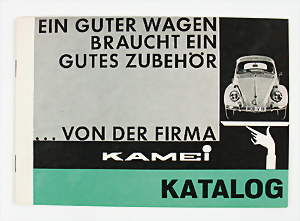 EIN GUTER WAGEN
BRAUCHT EIN
GUTES ZUBEHÖR
... VON DER FIRMA
KAMEI
KATALOG